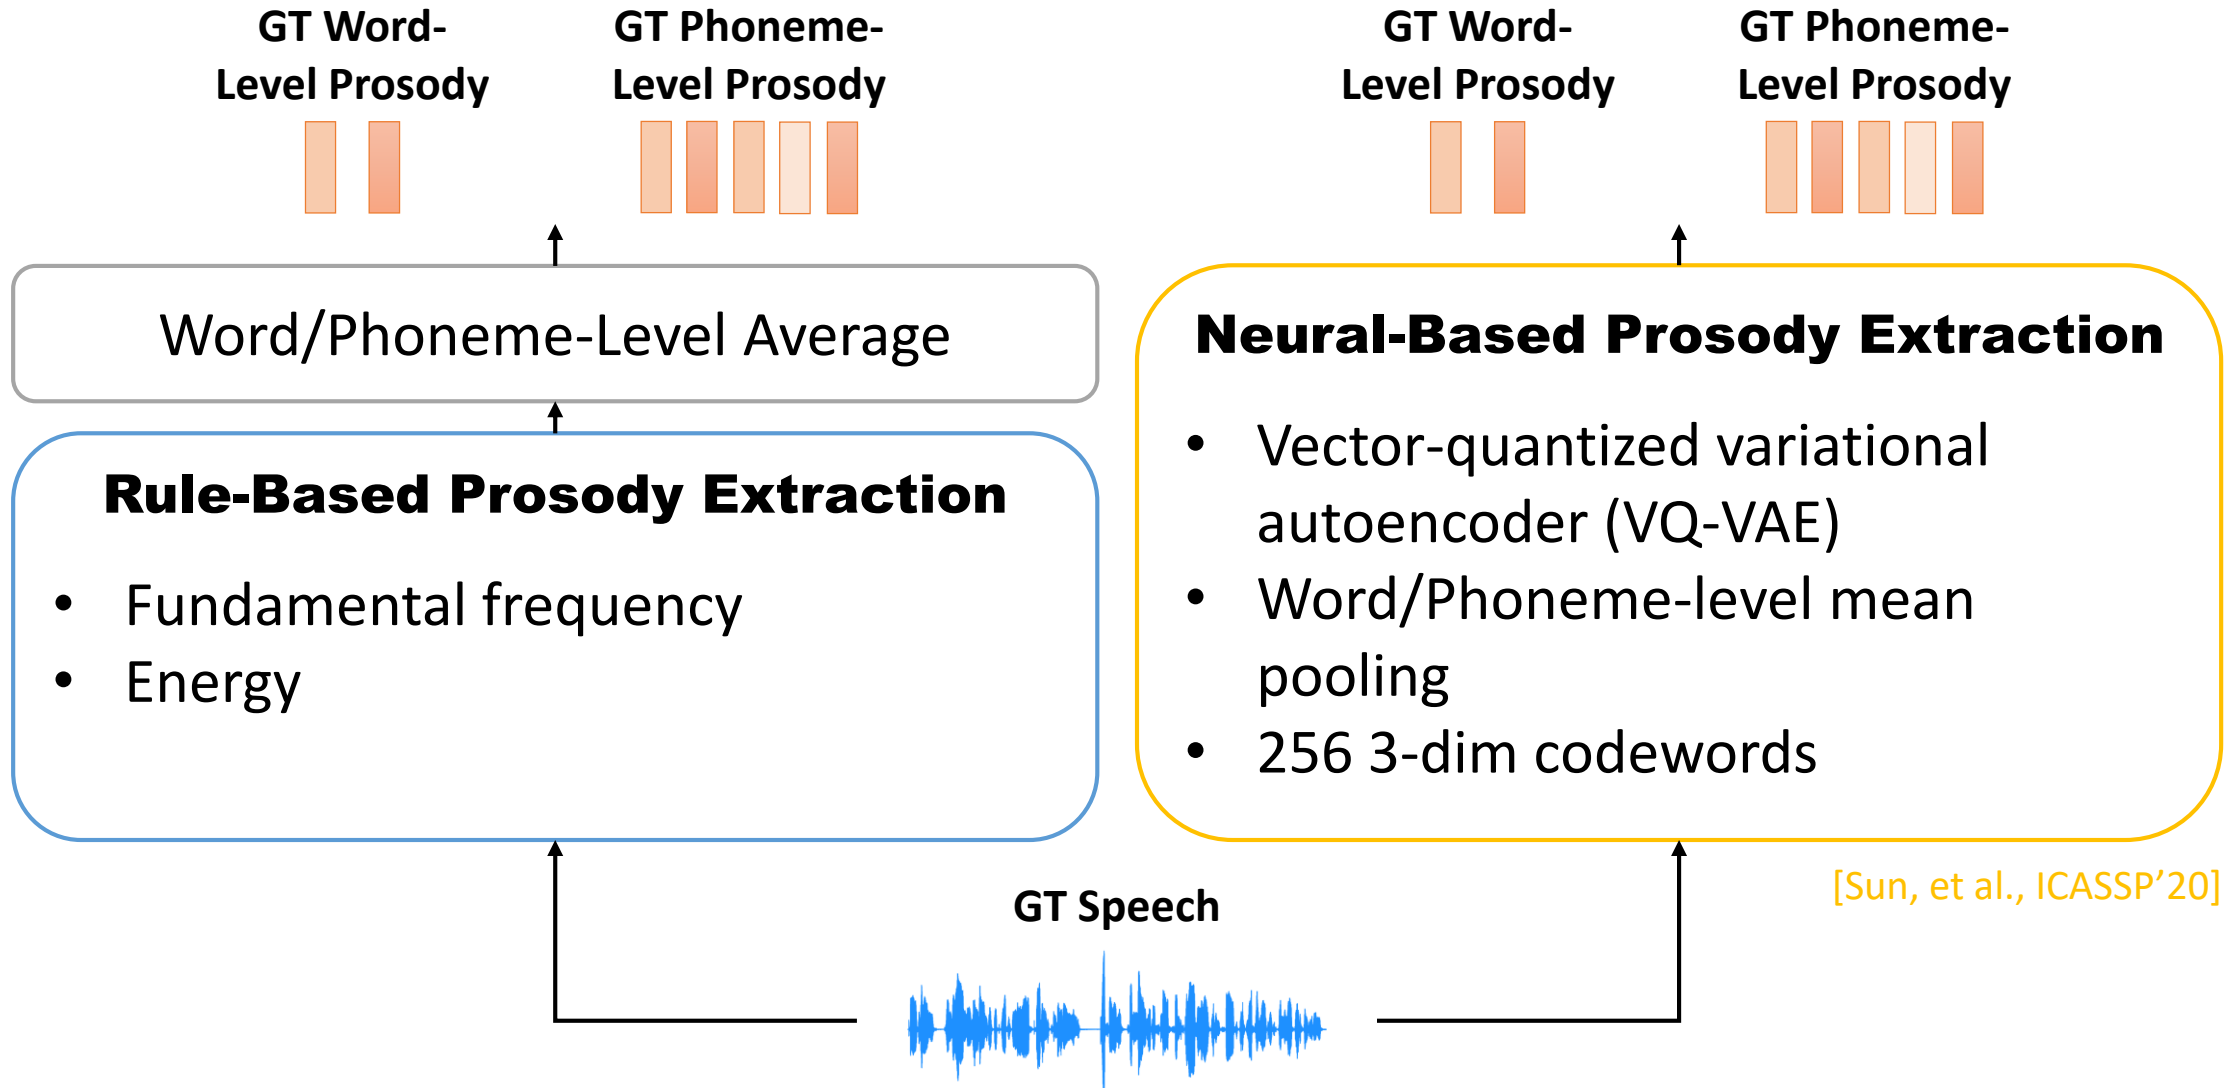 GT Word-
Level Prosody
GT Phoneme-
Level Prosody
Word/Phoneme-Level Average
Rule-Based Prosody Extraction
• Fundamental frequency
• Energy
GT Word-
Level Prosody
GT Phoneme-
Level Prosody
Neural-Based Prosody Extraction
• Vector-quantized variational
autoencoder (VQ-VAE)
• Word/Phoneme-level mean
pooling
• 256 3-dim codewords
[Sun, et al., ICASSP’20]
GT Speech